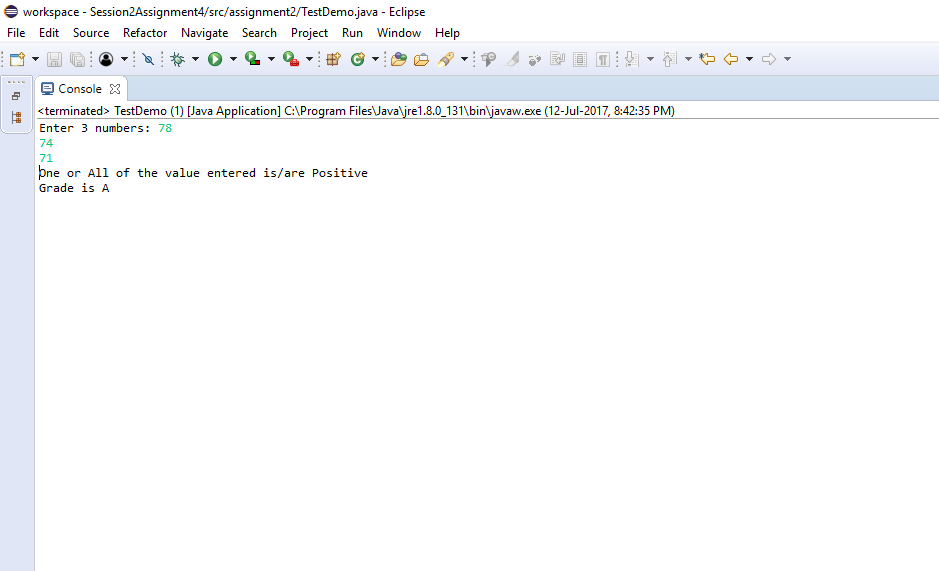 workspace - Session2Assignment4/src/assignment2/TestDemo.java - Eclipse
File Edit Source Refactor Navigate Search Project Run Window Help
Console
<terminated> TestDemo (1) [Java Application] C:\Program Files\Java\jre1.8.0_131\bin\javaw.exe (12-Jul-2017, 8:42:35 PM)
Enter 3 numbers: 78
74
71
One or All of the value entered is/are Positive
Grade is A